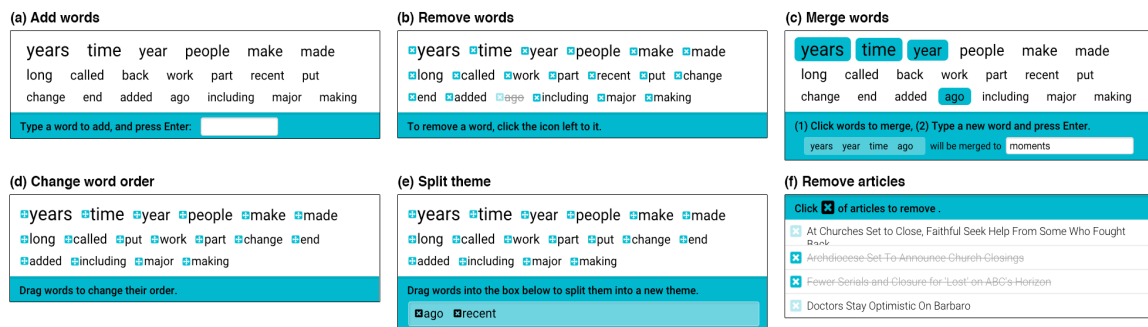 (a) Add words
years time year people make made
long called back work part recent put
change end added ago including major making
Type a word to add, and press Enter:
(b) Remove words
years time year people make made
long called work part recent put change
end added ago including major making
To remove a word, click the icon left to it.
(c) Merge words
years time year people make made
long called back work part recent put
change end added ago including major making
(1) Click words to merge, (2) Type a new word and press Enter.
years year time ago will be merged to moments
(d) Change word order
years time year people make made
long called put work part change end
added including major making
Drag words to change their order.
(e) Split theme
years time year people make made
long called work part put change end
added including major making
Drag words into the box below to split them into a new theme.
ago recent
(f) Remove articles
Click of articles to remove .
At Churches Set to Close, Faithful Seek Help From Some Who Fought
Back
Archdiocese Set To Announce Church Closings
Fewer Serials and Closure for 'Lost' on ABC's Horizon
Doctors Stay Optimistic On Barbaro